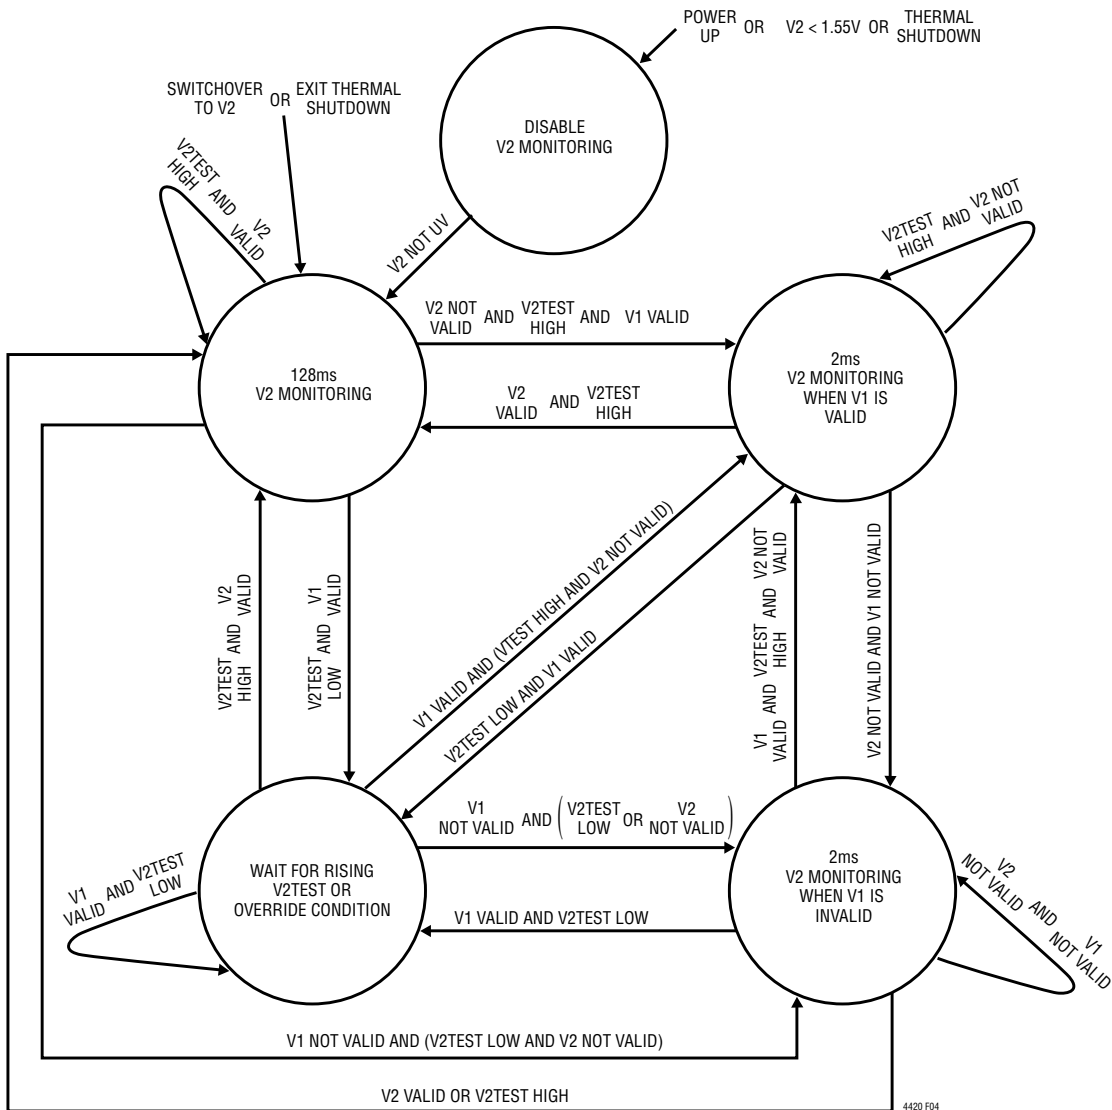 POWER UP OR V2 < 1.55V OR THERMAL SHUTDOWN
SWITCHOVER TO V2 OR EXIT THERMAL SHUTDOWN
DISABLE
V2 MONITORING
V2TEST HIGH AND V2 VALID
V2 NOT UV
V2TEST HIGH AND V2 NOT VALID
V2 NOT VALID AND V2TEST HIGH AND V1 VALID
128ms
V2 MONITORING
2ms
V2 MONITORING
WHEN V1 IS
VALID
V2 VALID AND V2TEST HIGH
V2TEST HIGH AND V2 VALID
V2TEST LOW AND V1 VALID
V1 VALID AND (VTEST HIGH AND V2 NOT VALID)
V2TEST LOW AND V1 VALID
V1 VALID AND V2TEST HIGH AND V2 NOT VALID
V2 NOT VALID AND V1 NOT VALID
V1 NOT VALID AND (V2TEST LOW OR V2 NOT VALID)
WAIT FOR RISING
V2TEST OR
OVERRIDE CONDITION
2ms
V2 MONITORING
WHEN V1 IS
INVALID
V1 VALID AND V2TEST LOW
V1 VALID AND V2TEST LOW
V2 NOT VALID AND V1 NOT VALID
V1 NOT VALID AND (V2TEST LOW AND V2 NOT VALID)
V2 VALID OR V2TEST HIGH
4420 F04